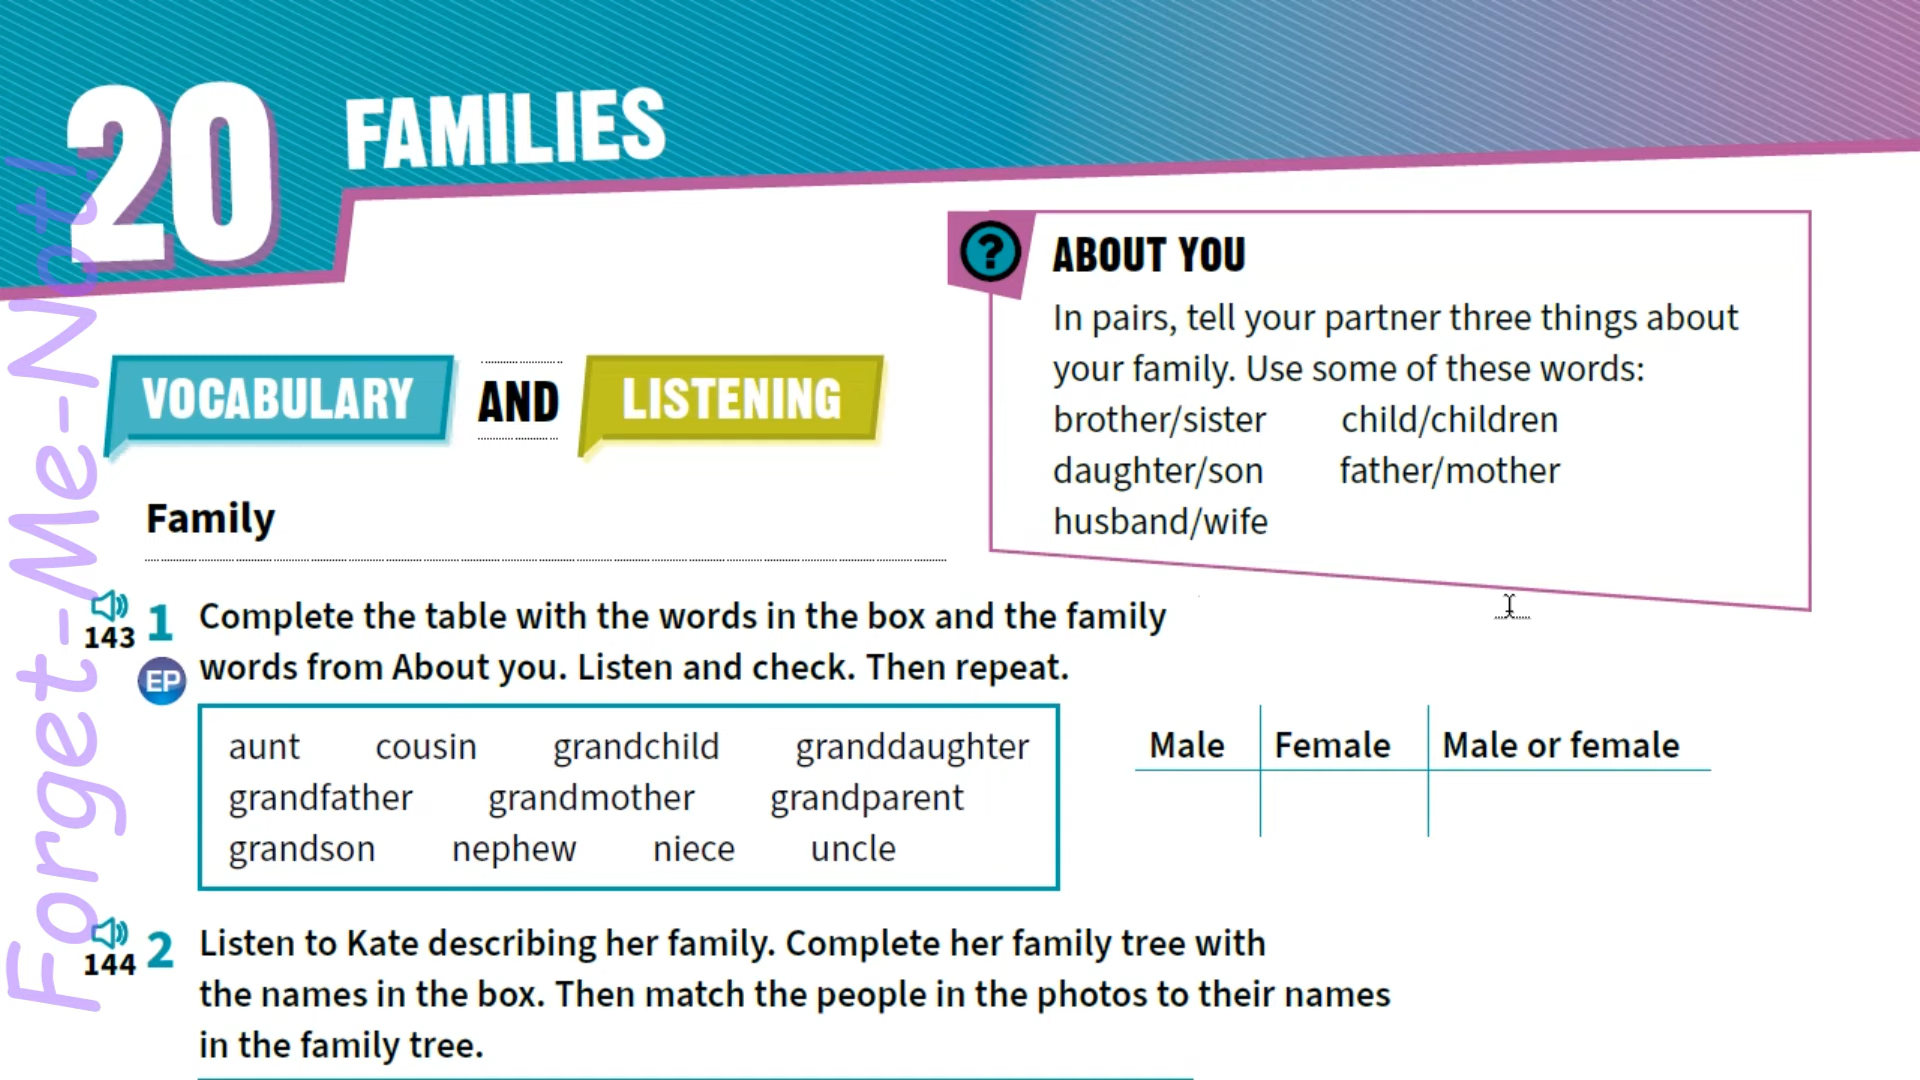 20 FAMILIES
Forget-Me-Not!
VOCABULARY AND LISTENING
? ABOUT YOU
In pairs, tell your partner three things about
your family. Use some of these words:
brother/sister child/children
daughter/son father/mother
husband/wife
Family
143 1 Complete the table with the words in the box and the family
EP words from About you. Listen and check. Then repeat.
aunt cousin grandchild granddaughter
grandfather grandmother grandparent
grandson nephew niece uncle
Male Female Male or female
144 2 Listen to Kate describing her family. Complete her family tree with
the names in the box. Then match the people in the photos to their names
in the family tree.